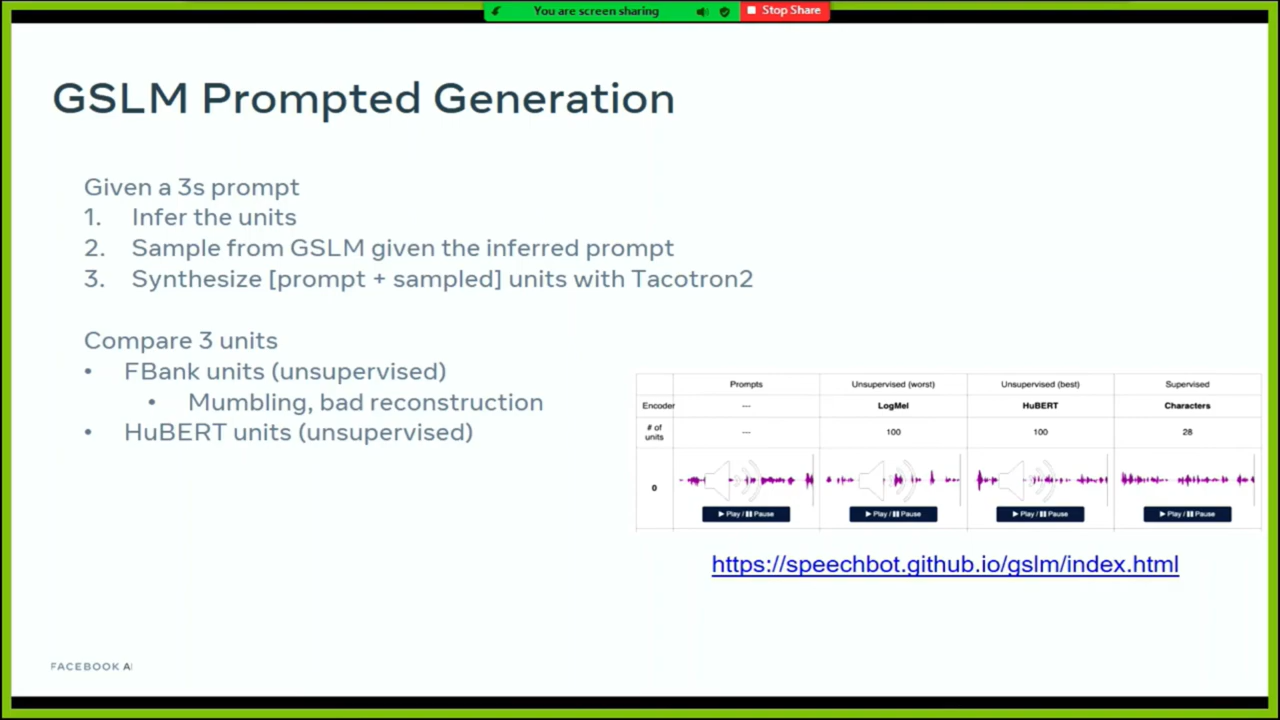 You are screen sharing
Stop Share
GSLM Prompted Generation
Given a 3s prompt
1. Infer the units
2. Sample from GSLM given the inferred prompt
3. Synthesize [prompt + sampled] units with Tacotron2
Compare 3 units
• FBank units (unsupervised)
• Mumbling, bad reconstruction
• HuBERT units (unsupervised)
Prompts Unsupervised (worst) Unsupervised (best) Supervised
Encoder --- LogMel HuBERT Characters
# of
units --- 100 100 28
0
Play / Pause Play / Pause Play / Pause Play / Pause
https://speechbot.github.io/gslm/index.html
FACEBOOK AI